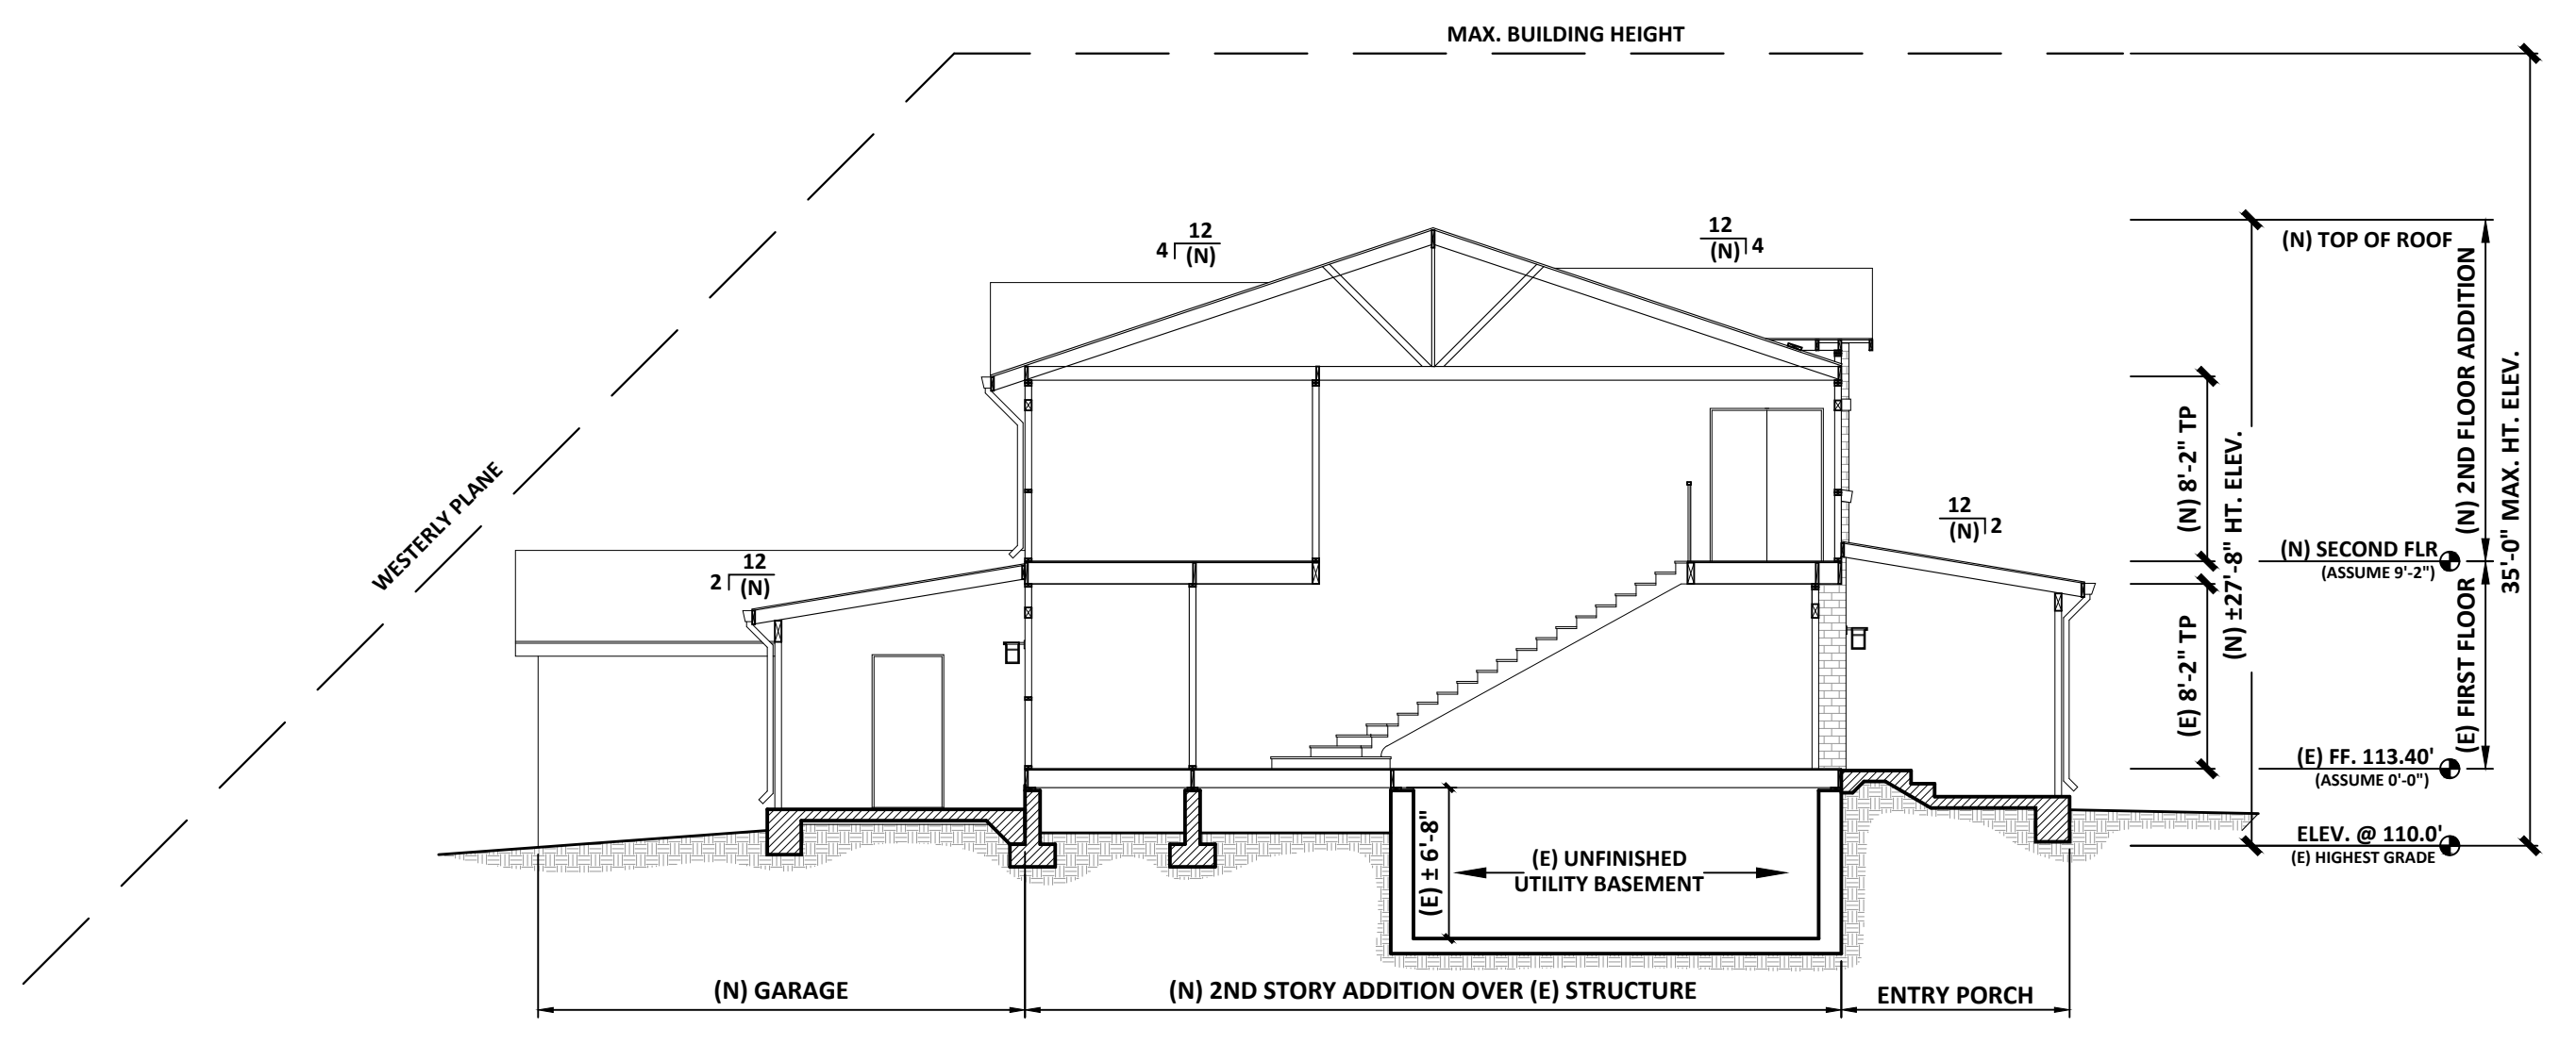 MAX. BUILDING HEIGHT
WESTERLY PLANE
12
4 (N)
12
(N) 4
12
2 (N)
12
(N) 2
(N) TOP OF ROOF
(N) 8'-2" TP
(E) 8'-2" TP
(N) ±27'-8" HT. ELEV.
(N) 2ND FLOOR ADDITION
(E) FIRST FLOOR
35'-0" MAX. HT. ELEV.
(N) SECOND FLR
(ASSUME 9'-2")
(E) FF. 113.40'
(ASSUME 0'-0")
ELEV. @ 110.0'
(E) HIGHEST GRADE
(E) ± 6'-8"
(E) UNFINISHED
UTILITY BASEMENT
(N) GARAGE
(N) 2ND STORY ADDITION OVER (E) STRUCTURE
ENTRY PORCH